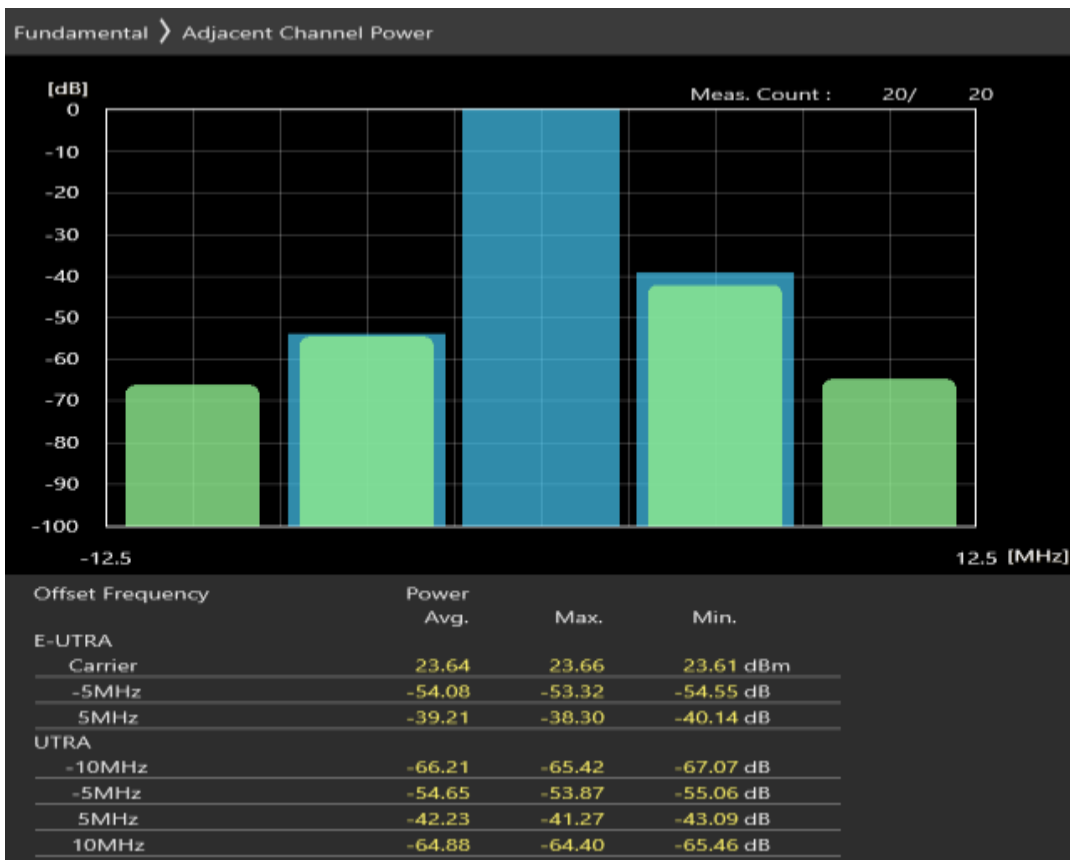 Fundamental 〉 Adjacent Channel Power
[dB]
Meas. Count : 20/ 20
0
-10
-20
-30
-40
-50
-60
-70
-80
-90
-100
-12.5 12.5 [MHz]
Offset Frequency Power
Avg. Max. Min.
E-UTRA
Carrier 23.64 23.66 23.61 dBm
-5MHz -54.08 -53.32 -54.55 dB
5MHz -39.21 -38.30 -40.14 dB
UTRA
-10MHz -66.21 -65.42 -67.07 dB
-5MHz -54.65 -53.87 -55.06 dB
5MHz -42.23 -41.27 -43.09 dB
10MHz -64.88 -64.40 -65.46 dB